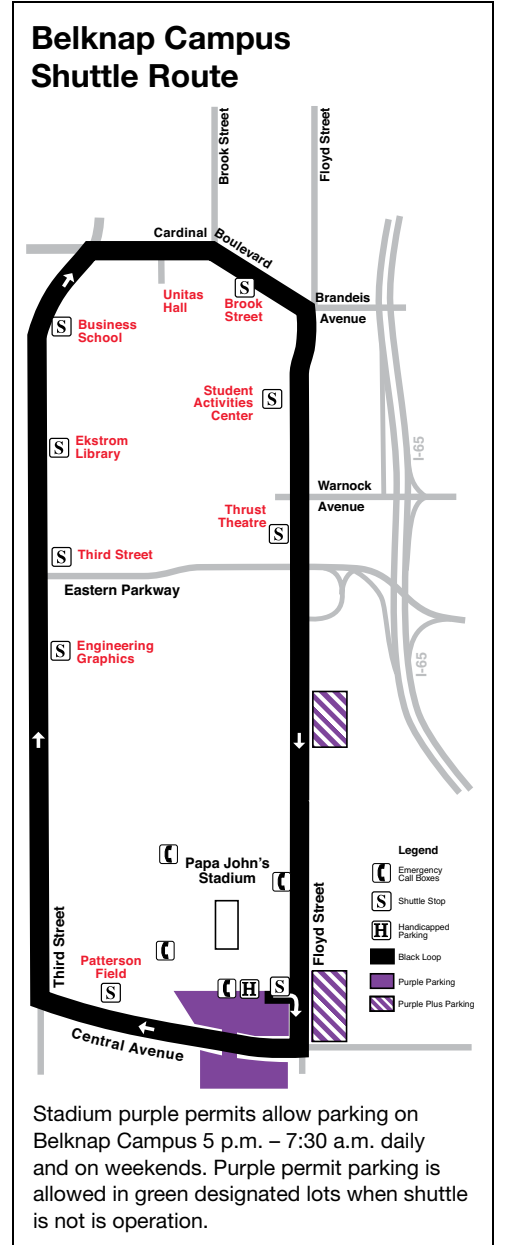 Belknap Campus
Shuttle Route
Brook Street
Floyd Street
Cardinal Boulevard
Unitas
Hall
S
Brook
Street
Brandeis
Avenue
S
Business
School
Student
Activities
Center
S
S
Ekstrom
Library
I-65
Warnock
Avenue
Thrust
Theatre
S
S
Third Street
Eastern Parkway
S
Engineering
Graphics
I-65
Papa John's
Stadium
Legend
Emergency
Call Boxes
S
Shuttle Stop
H
Handicapped
Parking
Black Loop
Purple Parking
Purple Plus Parking
Floyd Street
Third Street
Patterson
Field
S
H
S
Central Avenue
Stadium purple permits allow parking on
Belknap Campus 5 p.m. – 7:30 a.m. daily
and on weekends. Purple permit parking is
allowed in green designated lots when shuttle
is not is operation.